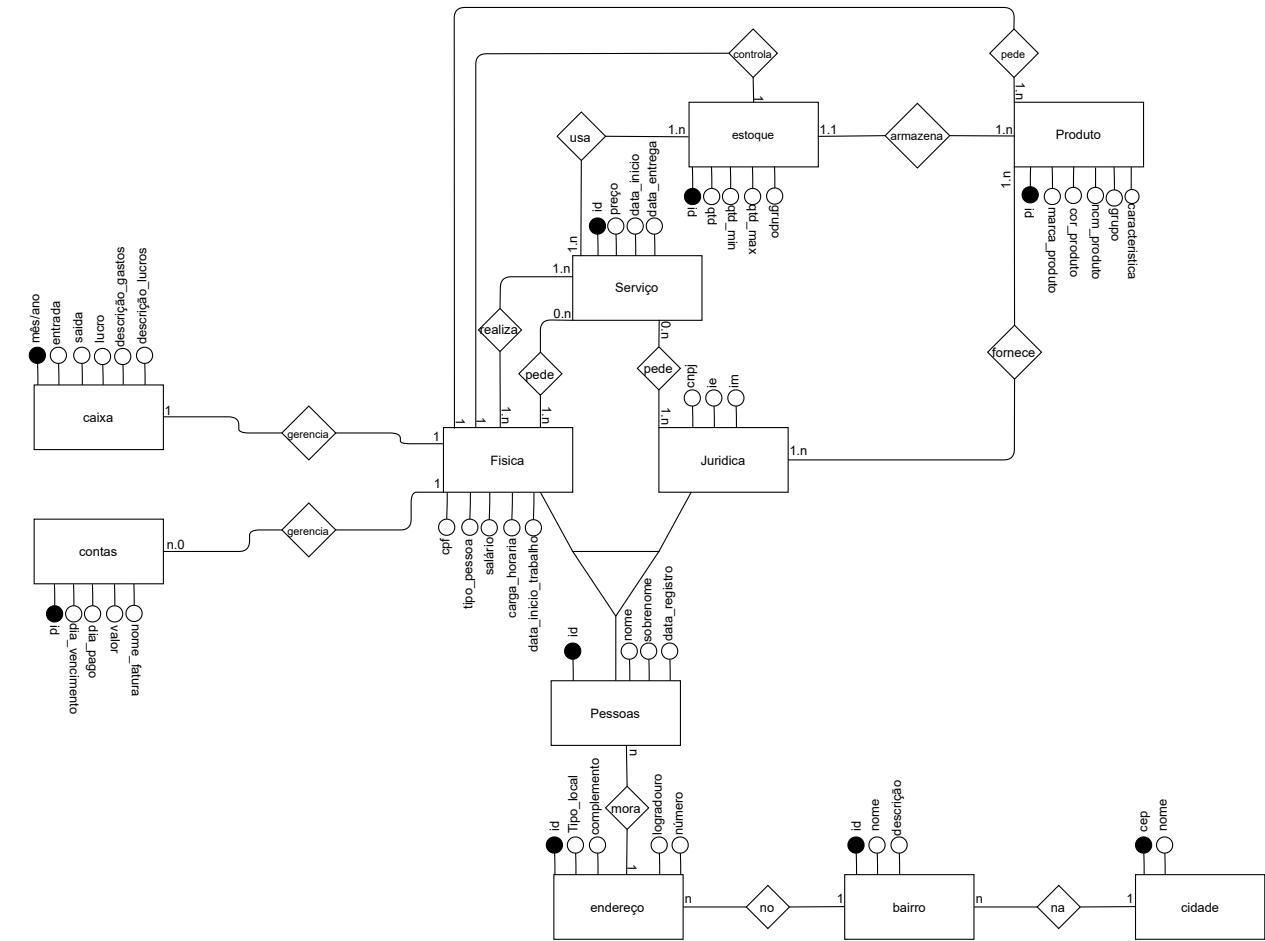 controla
pede
1
1.n
usa
1.n
estoque
1.1
armazena
1.n
Produto
1.n
id
qtd
qtd_min
qtd_max
grupo
id
marca_produto
cor_produto
ncm_produto
grupo
caracteristica
id
preço
data_inicio
data_entrega
1.n
1.n
Serviço
0.n
0.n
realiza
pede
pede
fornece
mês/ano
entrada
saida
lucro
descrição_gastos
descrição_lucros
cnpj
ie
im
caixa
1
gerencia
1
1
1
1.n
1.n
1.n
Fisica
Juridica
1.n
1
contas
n.0
gerencia
cpf
tipo_pessoa
salário
carga_horaria
data_inicio_trabalho
id
dia_vencimento
dia_pago
valor
nome_fatura
id
nome
sobrenome
data_registro
Pessoas
n
mora
1
id
Tipo_local
complemento
logradouro
número
id
nome
descrição
cep
nome
endereço
n
no
1
bairro
n
na
1
cidade